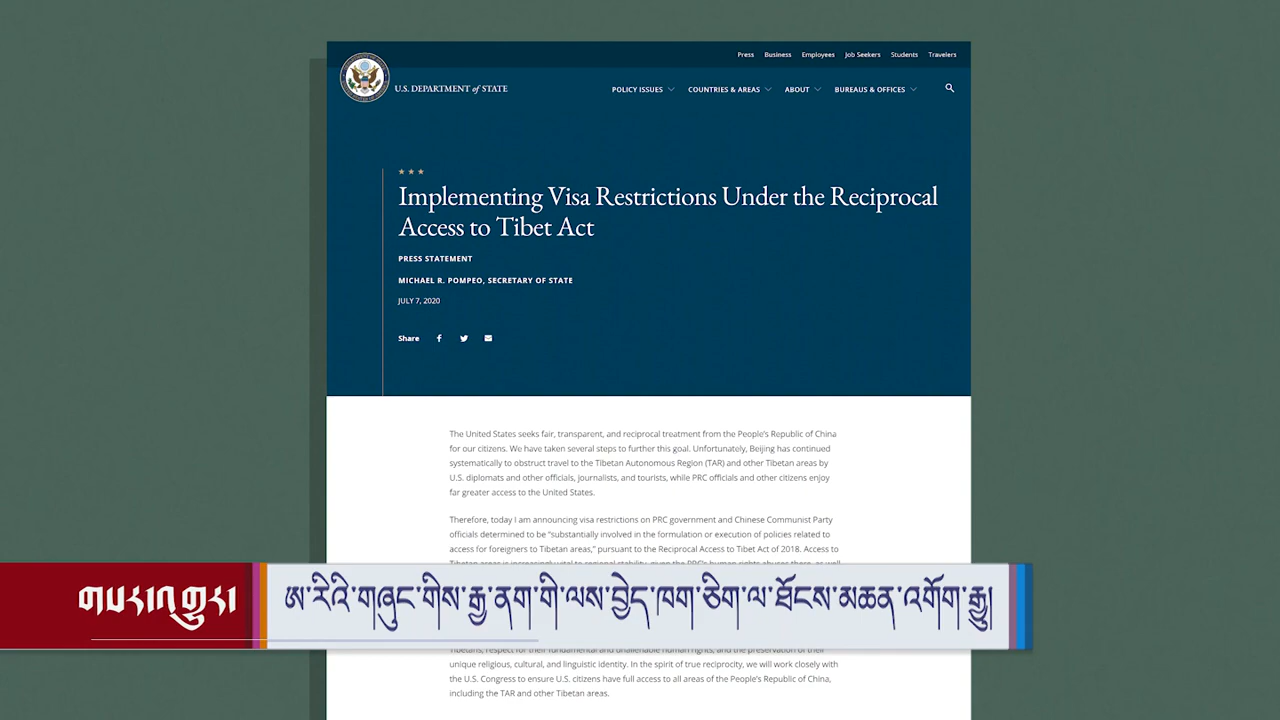 Press Business Employees Job Seekers Students Travelers
U.S. DEPARTMENT of STATE
POLICY ISSUES COUNTRIES & AREAS ABOUT BUREAUS & OFFICES
Implementing Visa Restrictions Under the Reciprocal
Access to Tibet Act
PRESS STATEMENT
MICHAEL R. POMPEO, SECRETARY OF STATE
JULY 7, 2020
Share
The United States seeks fair, transparent, and reciprocal treatment from the People's Republic of China
for our citizens. We have taken several steps to further this goal. Unfortunately, Beijing has continued
systematically to obstruct travel to the Tibetan Autonomous Region (TAR) and other Tibetan areas by
U.S. diplomats and other officials, journalists, and tourists, while PRC officials and other citizens enjoy
far greater access to the United States.
Therefore, today I am announcing visa restrictions on PRC government and Chinese Communist Party
officials determined to be “substantially involved in the formulation or execution of policies related to
access for foreigners to Tibetan areas,” pursuant to the Reciprocal Access to Tibet Act of 2018. Access to
གསར་འགྱུར།
ཨ་རིའི་གཞུང་གིས་རྒྱ་ནག་གི་ལས་བྱེད་ཁག་ཅིག་ལ་ཐོངས་མཆན་འགོག་རྒྱུ།
Tibetans, respect for their fundamental and unalienable human rights, and the preservation of their
unique religious, cultural, and linguistic identity. In the spirit of true reciprocity, we will work closely with
the U.S. Congress to ensure U.S. citizens have full access to all areas of the People's Republic of China,
including the TAR and other Tibetan areas.